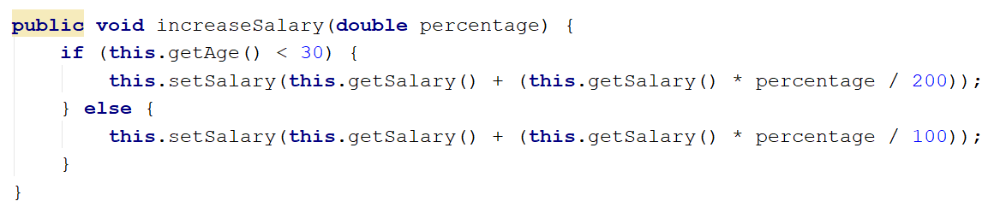 public void increaseSalary(double percentage) {
    if (this.getAge() < 30) {
        this.setSalary(this.getSalary() + (this.getSalary() * percentage / 200));
    } else {
        this.setSalary(this.getSalary() + (this.getSalary() * percentage / 100));
    }
}